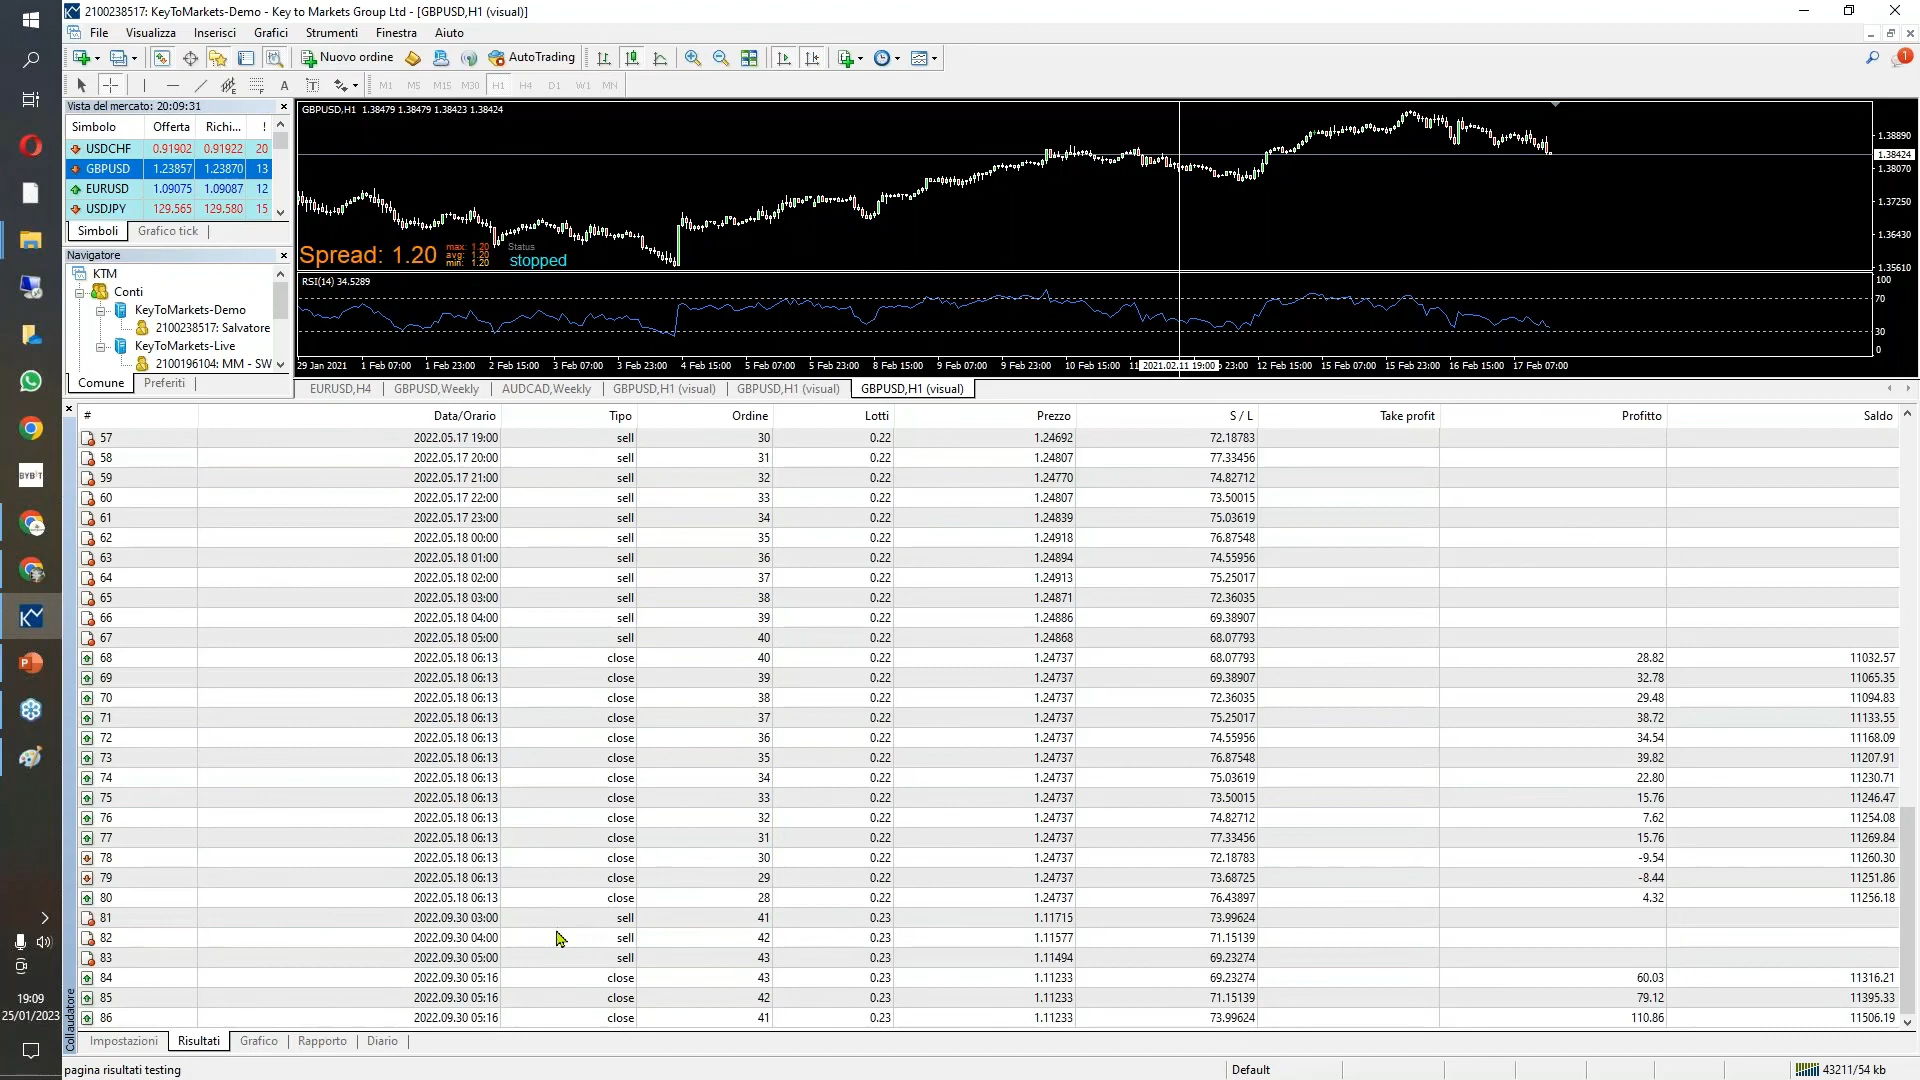 2100238517: KeyToMarkets-Demo - Key to Markets Group Ltd - [GBPUSD,H1 (visual)]
File Visualizza Inserisci Grafici Strumenti Finestra Aiuto
Nuovo ordine AutoTrading 1
A T M1 M5 M15 M30 H1 H4 D1 W1 MN
Vista del mercato: 20:09:31
Simbolo Offerta Richi... !
USDCHF 0.91902 0.91922 20
GBPUSD 1.23857 1.23870 13
EURUSD 1.09075 1.09087 12
USDJPY 129.565 129.580 15
Simboli Grafico tick
Navigatore
KTM
Conti
KeyToMarkets-Demo
2100238517: Salvatore
KeyToMarkets-Live
2100196104: MM - SW
Comune Preferiti
GBPUSD,H1 1.38479 1.38479 1.38423 1.38424
Spread: 1.20
max: 1.20
avg: 1.20
min: 1.20
Status
stopped
1.38890
1.38424
1.38070
1.37250
1.36430
1.35610
RSI(14) 34.5289
100
70
30
0
29 Jan 2021 1 Feb 07:00 1 Feb 23:00 2 Feb 15:00 3 Feb 07:00 3 Feb 23:00 4 Feb 15:00 5 Feb 07:00 5 Feb 23:00 8 Feb 15:00 9 Feb 07:00 9 Feb 23:00 10 Feb 15:00 11 2021.02.11 19:00 23:00 12 Feb 15:00 15 Feb 07:00 15 Feb 23:00 16 Feb 15:00 17 Feb 07:00
EURUSD,H4 GBPUSD,Weekly AUDCAD,Weekly GBPUSD,H1 (visual) GBPUSD,H1 (visual) GBPUSD,H1 (visual)
# Data/Orario Tipo Ordine Lotti Prezzo S / L Take profit Profitto Saldo
57 2022.05.17 19:00 sell 30 0.22 1.24692 72.18783
58 2022.05.17 20:00 sell 31 0.22 1.24807 77.33456
59 2022.05.17 21:00 sell 32 0.22 1.24770 74.82712
60 2022.05.17 22:00 sell 33 0.22 1.24807 73.50015
61 2022.05.17 23:00 sell 34 0.22 1.24839 75.03619
62 2022.05.18 00:00 sell 35 0.22 1.24918 76.87548
63 2022.05.18 01:00 sell 36 0.22 1.24894 74.55956
64 2022.05.18 02:00 sell 37 0.22 1.24913 75.25017
65 2022.05.18 03:00 sell 38 0.22 1.24871 72.36035
66 2022.05.18 04:00 sell 39 0.22 1.24886 69.38907
67 2022.05.18 05:00 sell 40 0.22 1.24868 68.07793
68 2022.05.18 06:13 close 40 0.22 1.24737 68.07793 28.82 11032.57
69 2022.05.18 06:13 close 39 0.22 1.24737 69.38907 32.78 11065.35
70 2022.05.18 06:13 close 38 0.22 1.24737 72.36035 29.48 11094.83
71 2022.05.18 06:13 close 37 0.22 1.24737 75.25017 38.72 11133.55
72 2022.05.18 06:13 close 36 0.22 1.24737 74.55956 34.54 11168.09
73 2022.05.18 06:13 close 35 0.22 1.24737 76.87548 39.82 11207.91
74 2022.05.18 06:13 close 34 0.22 1.24737 75.03619 22.80 11230.71
75 2022.05.18 06:13 close 33 0.22 1.24737 73.50015 15.76 11246.47
76 2022.05.18 06:13 close 32 0.22 1.24737 74.82712 7.62 11254.08
77 2022.05.18 06:13 close 31 0.22 1.24737 77.33456 15.76 11269.84
78 2022.05.18 06:13 close 30 0.22 1.24737 72.18783 -9.54 11260.30
79 2022.05.18 06:13 close 29 0.22 1.24737 73.68725 -8.44 11251.86
80 2022.05.18 06:13 close 28 0.22 1.24737 76.43897 4.32 11256.18
81 2022.09.30 03:00 sell 41 0.23 1.11715 73.99624
82 2022.09.30 04:00 sell 42 0.23 1.11577 71.15139
83 2022.09.30 05:00 sell 43 0.23 1.11494 69.23274
84 2022.09.30 05:16 close 43 0.23 1.11233 69.23274 60.03 11316.21
85 2022.09.30 05:16 close 42 0.23 1.11233 71.15139 79.12 11395.33
86 2022.09.30 05:16 close 41 0.23 1.11233 73.99624 110.86 11506.19
Collaudatore
Impostazioni Risultati Grafico Rapporto Diario
pagina risultati testing Default 43211/54 kb
BYBIT
19:09
25/01/2023